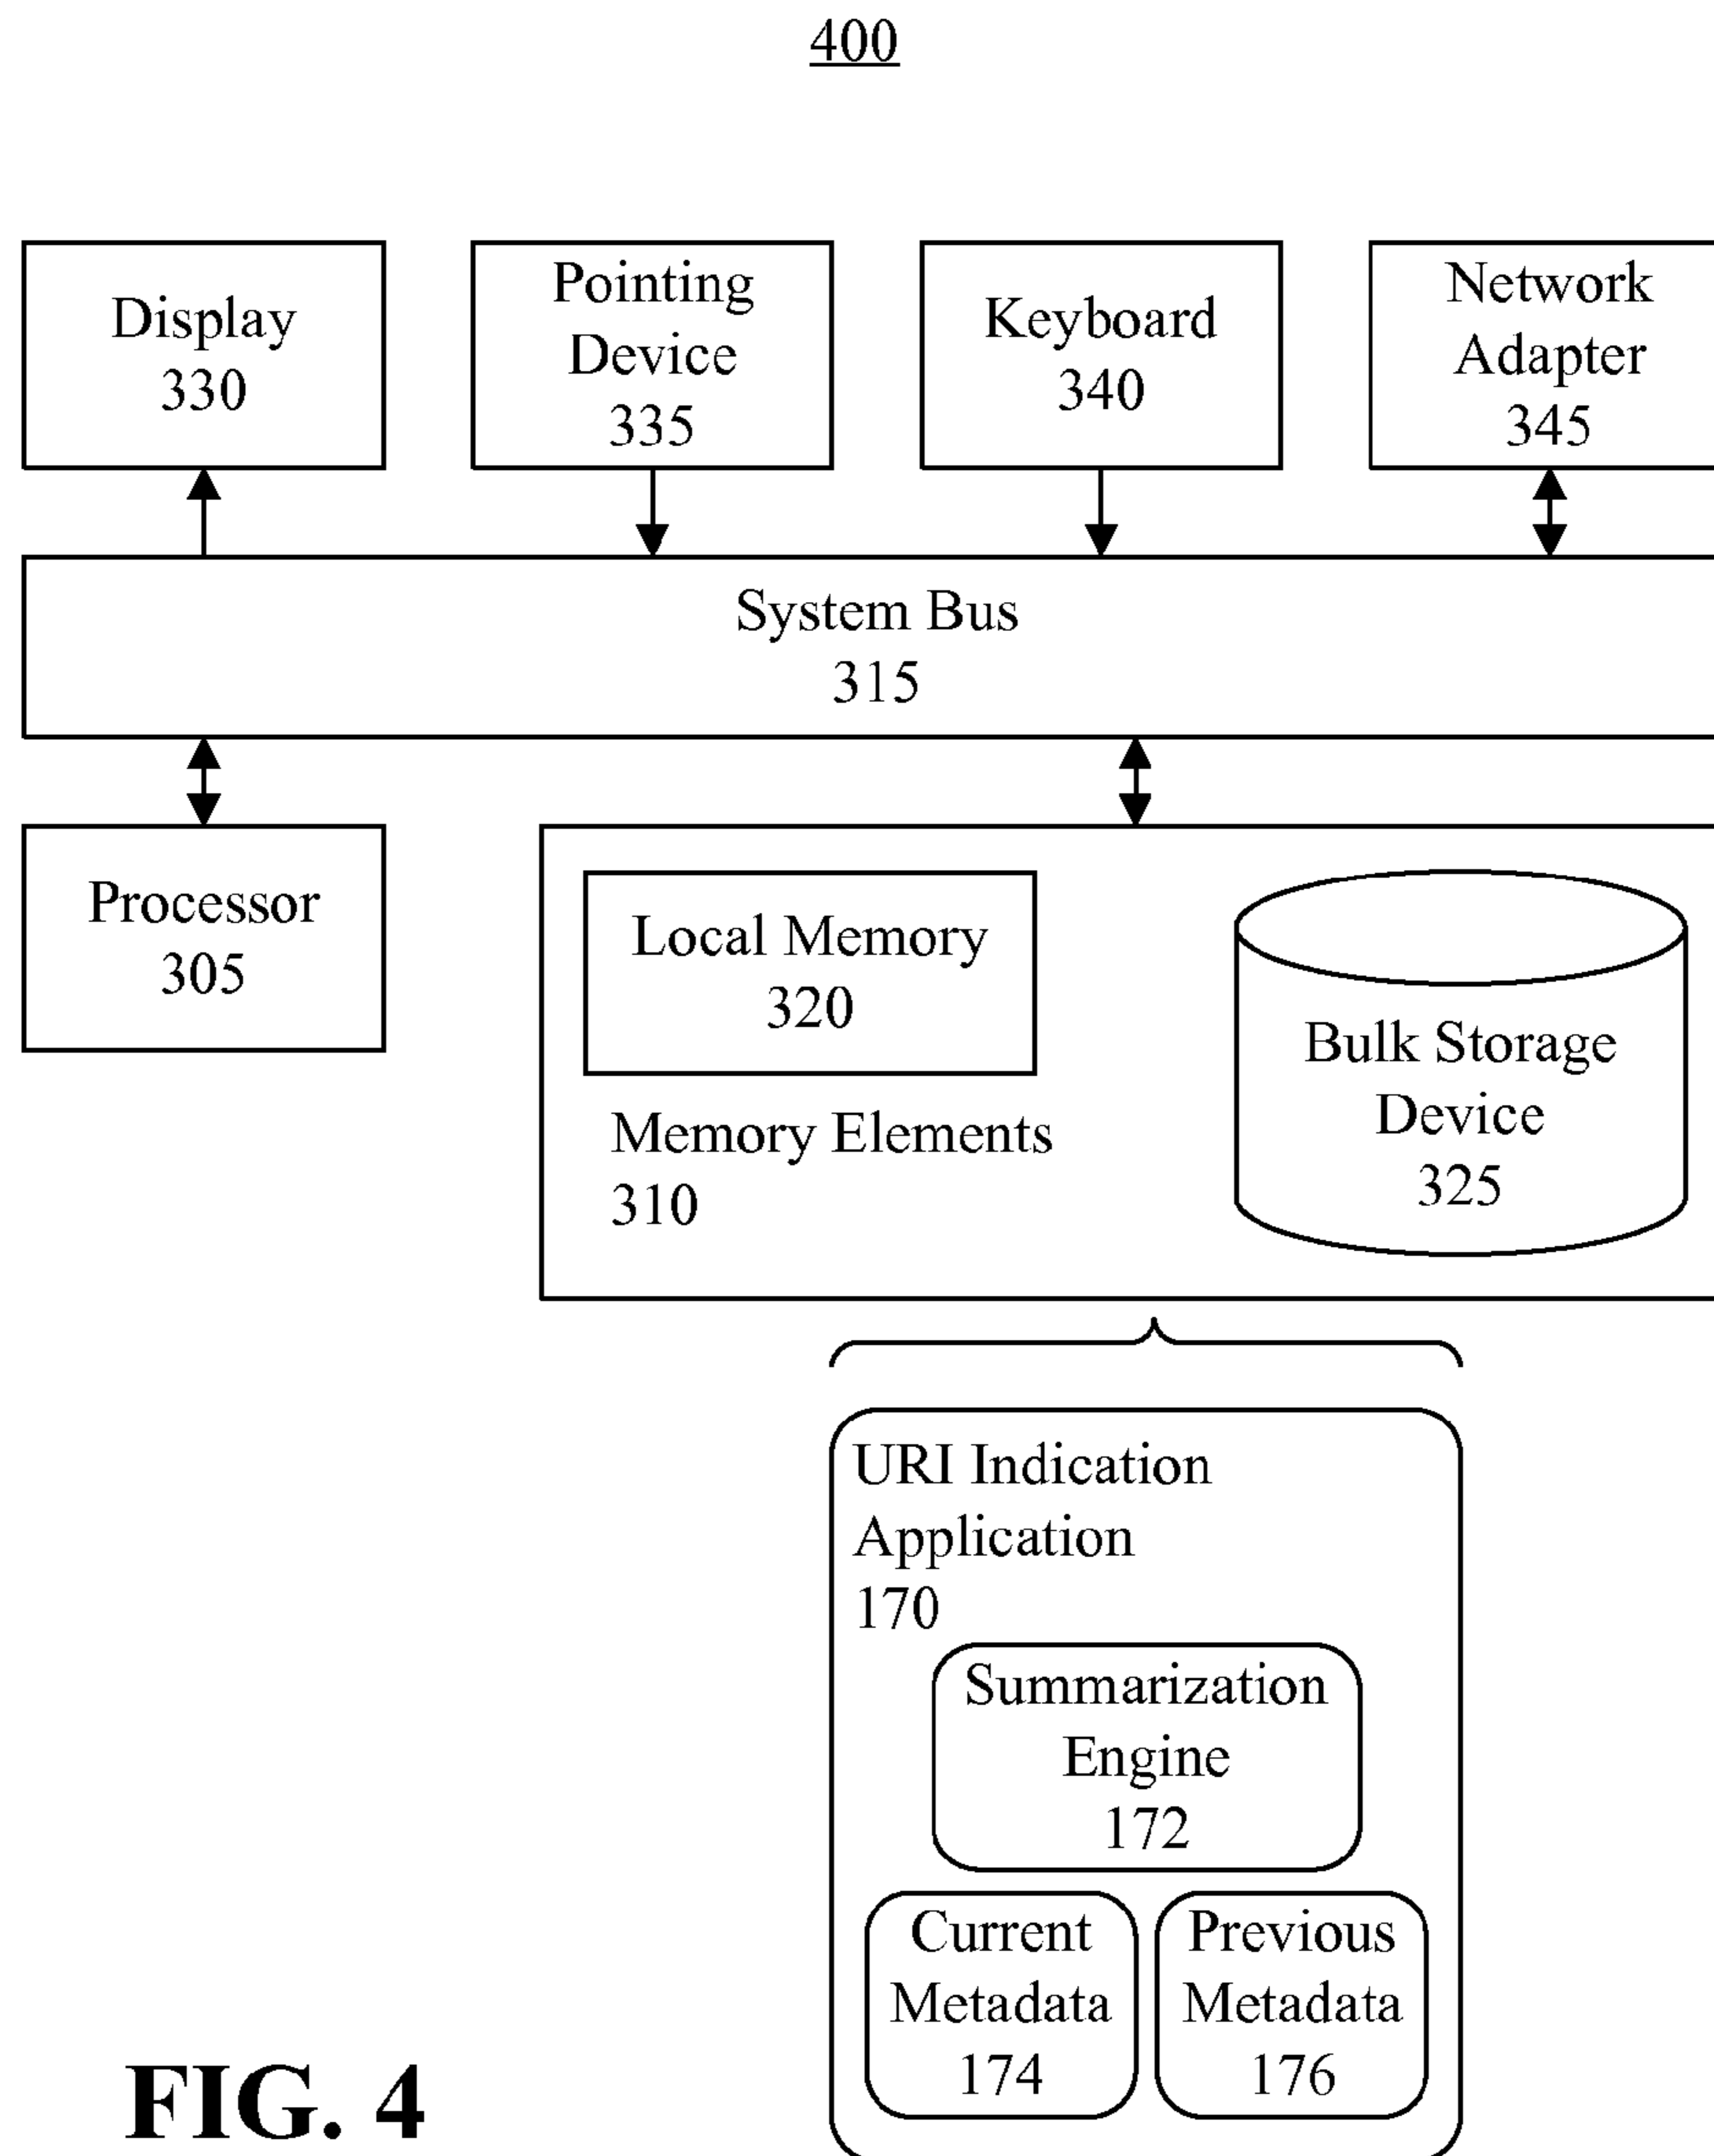 400
Display
330
Pointing
Device
335
Keyboard
340
Network
Adapter
345
System Bus
315
Processor
305
Local Memory
320
Memory Elements
310
Bulk Storage
Device
325
URI Indication
Application
170
Summarization
Engine
172
Current
Metadata
174
Previous
Metadata
176
FIG. 4